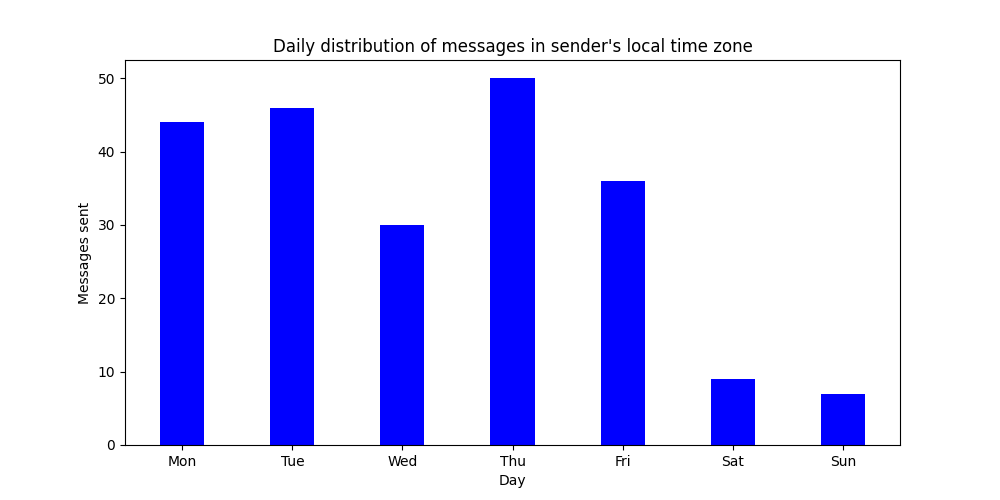 Daily distribution of messages in sender's local time zone
50
40
30
20
10
0
Messages sent
Mon Tue Wed Thu Fri Sat Sun
Day